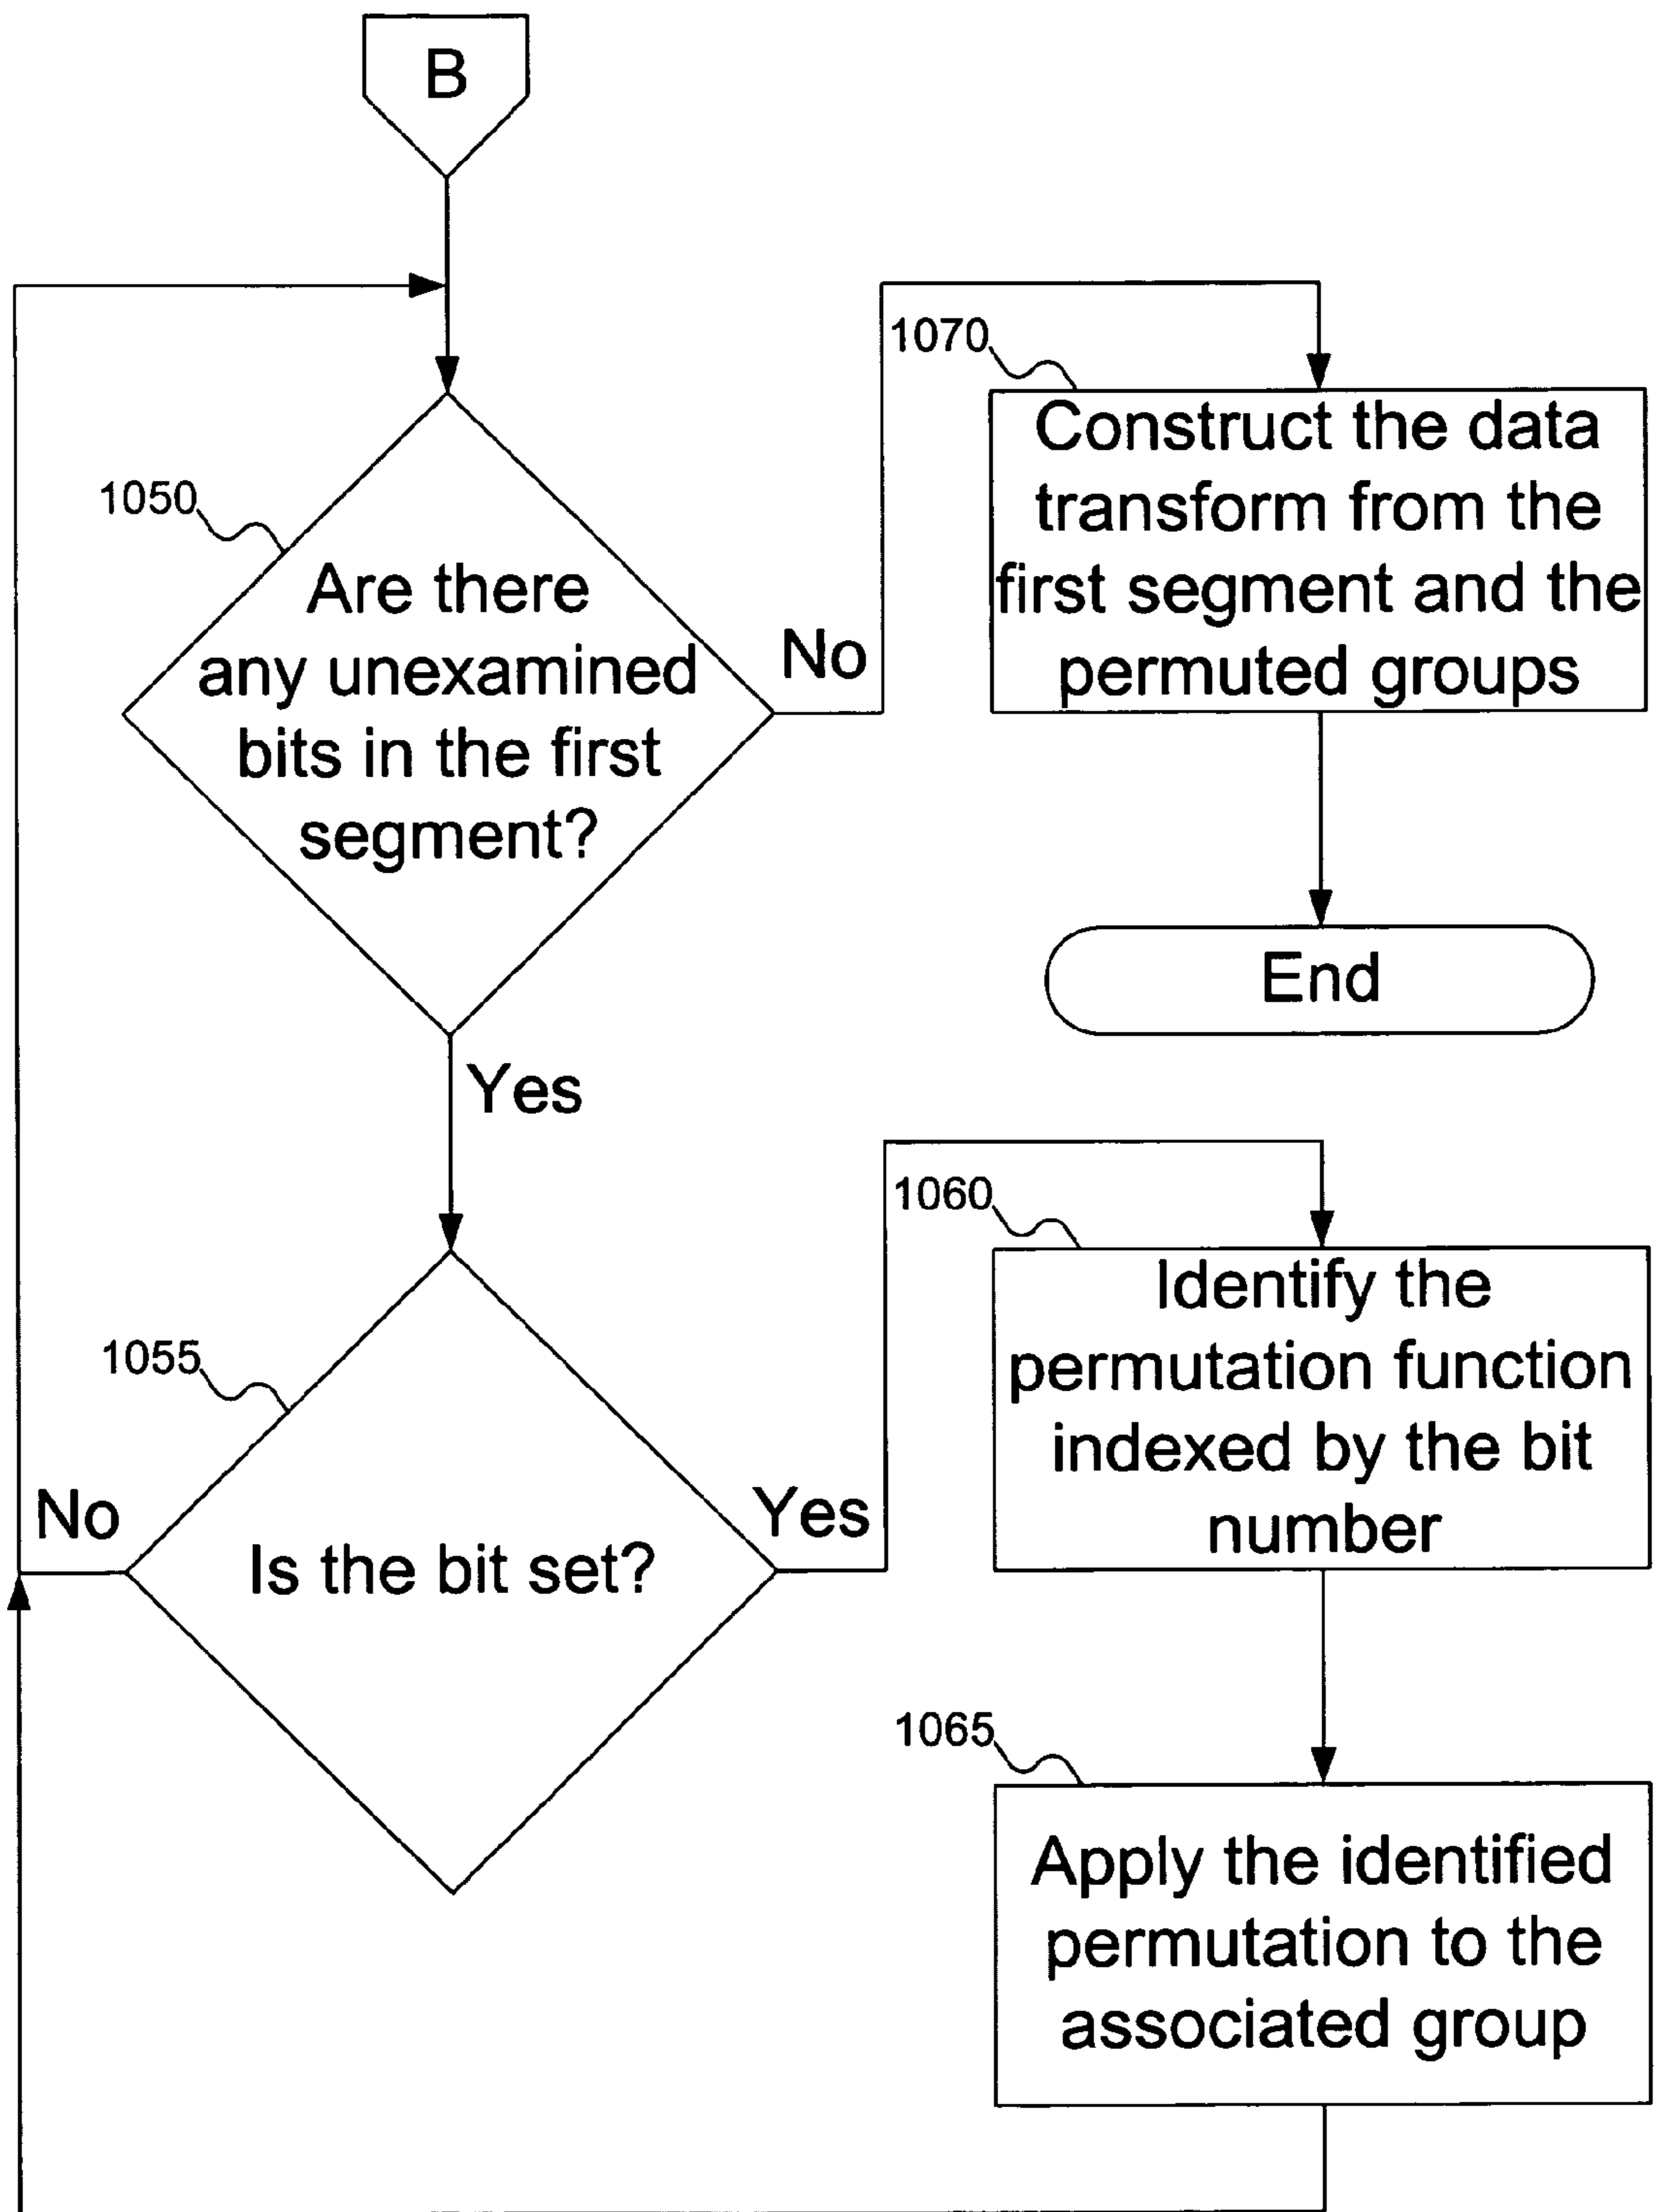 B
1070
Construct the data
transform from the
first segment and the
permuted groups
1050
Are there
any unexamined
bits in the first
segment?
No
End
Yes
1060
Identify the
permutation function
indexed by the bit
number
1055
No
Is the bit set?
Yes
1065
Apply the identified
permutation to the
associated group